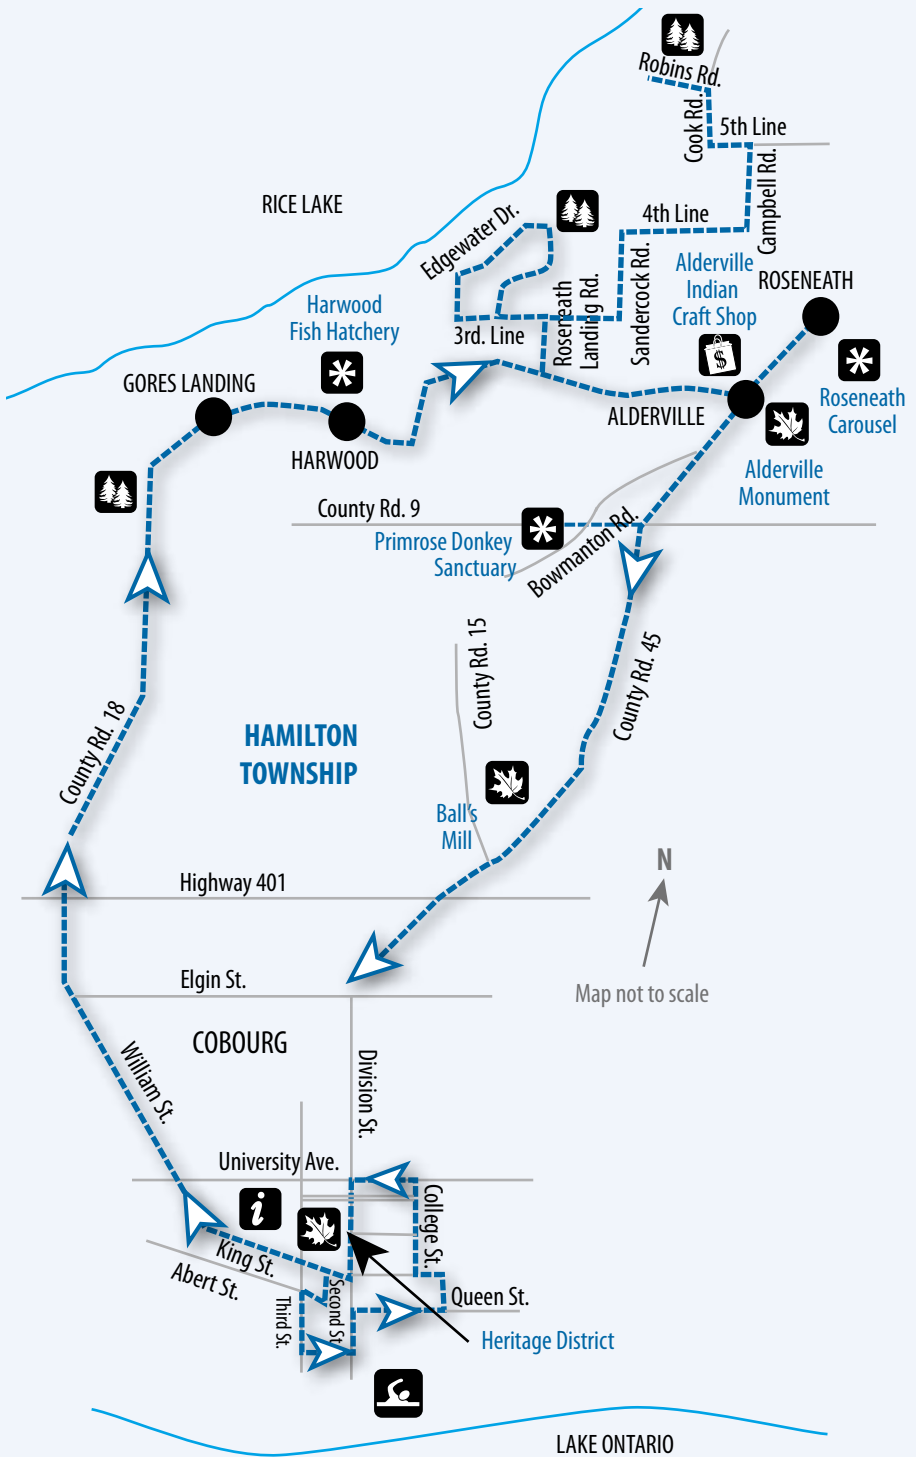 Robins Rd.
Cook Rd.
5th Line
Campbell Rd.
RICE LAKE
Edgewater Dr.
4th Line
Sandercock Rd.
Roseneath
Landing Rd.
3rd. Line
Alderville
Indian
Craft Shop
$
ROSENEATH
Harwood
Fish Hatchery
GORES LANDING
HARWOOD
ALDERVILLE
Roseneath
Carousel
Alderville
Monument
County Rd. 9
Primrose Donkey
Sanctuary
Bowmanton Rd.
County Rd. 15
County Rd. 45
County Rd. 18
HAMILTON
TOWNSHIP
Ball's
Mill
Highway 401
N
Map not to scale
Elgin St.
COBOURG
William St.
Division St.
University Ave.
i
College St.
King St.
Abert St.
Third St.
Second St.
Queen St.
Heritage District
LAKE ONTARIO